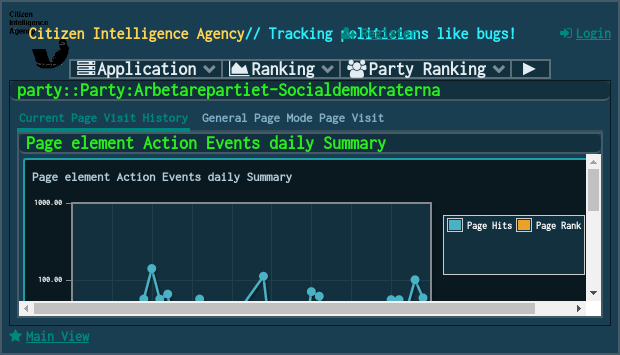 Citizen
Intelligence
Agency
Citizen Intelligence Agency// Tracking politicians like bugs!
Login
Application Ranking Party Ranking
party::Party:Arbetarepartiet-Socialdemokraterna
Current Page Visit History General Page Mode Page Visit
Page element Action Events daily Summary
Page element Action Events daily Summary
1000.00
Page Hits Page Rank
100.00
Main View